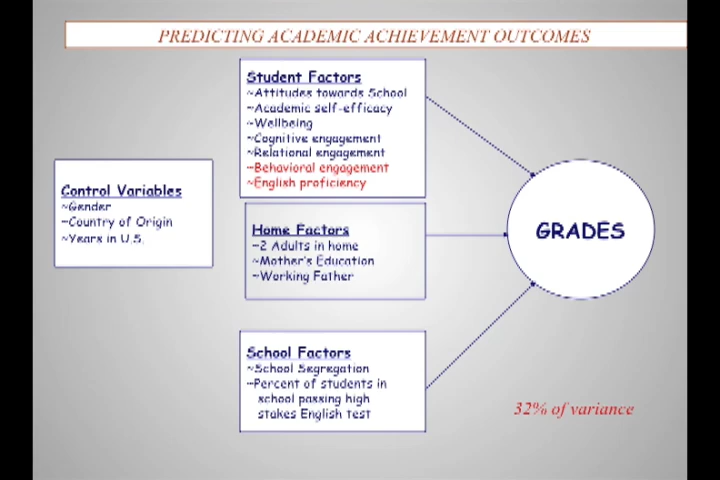 PREDICTING ACADEMIC ACHIEVEMENT OUTCOMES
Student Factors
~Attitudes towards School
~Academic self-efficacy
~Wellbeing
~Cognitive engagement
~Relational engagement
~Behavioral engagement
~English proficiency
Control Variables
~Gender
~Country of Origin
~Years in U.S.
Home Factors
~2 Adults in home
~Mother's Education
~Working Father
GRADES
School Factors
~School Segregation
~Percent of students in
school passing high
stakes English test
32% of variance